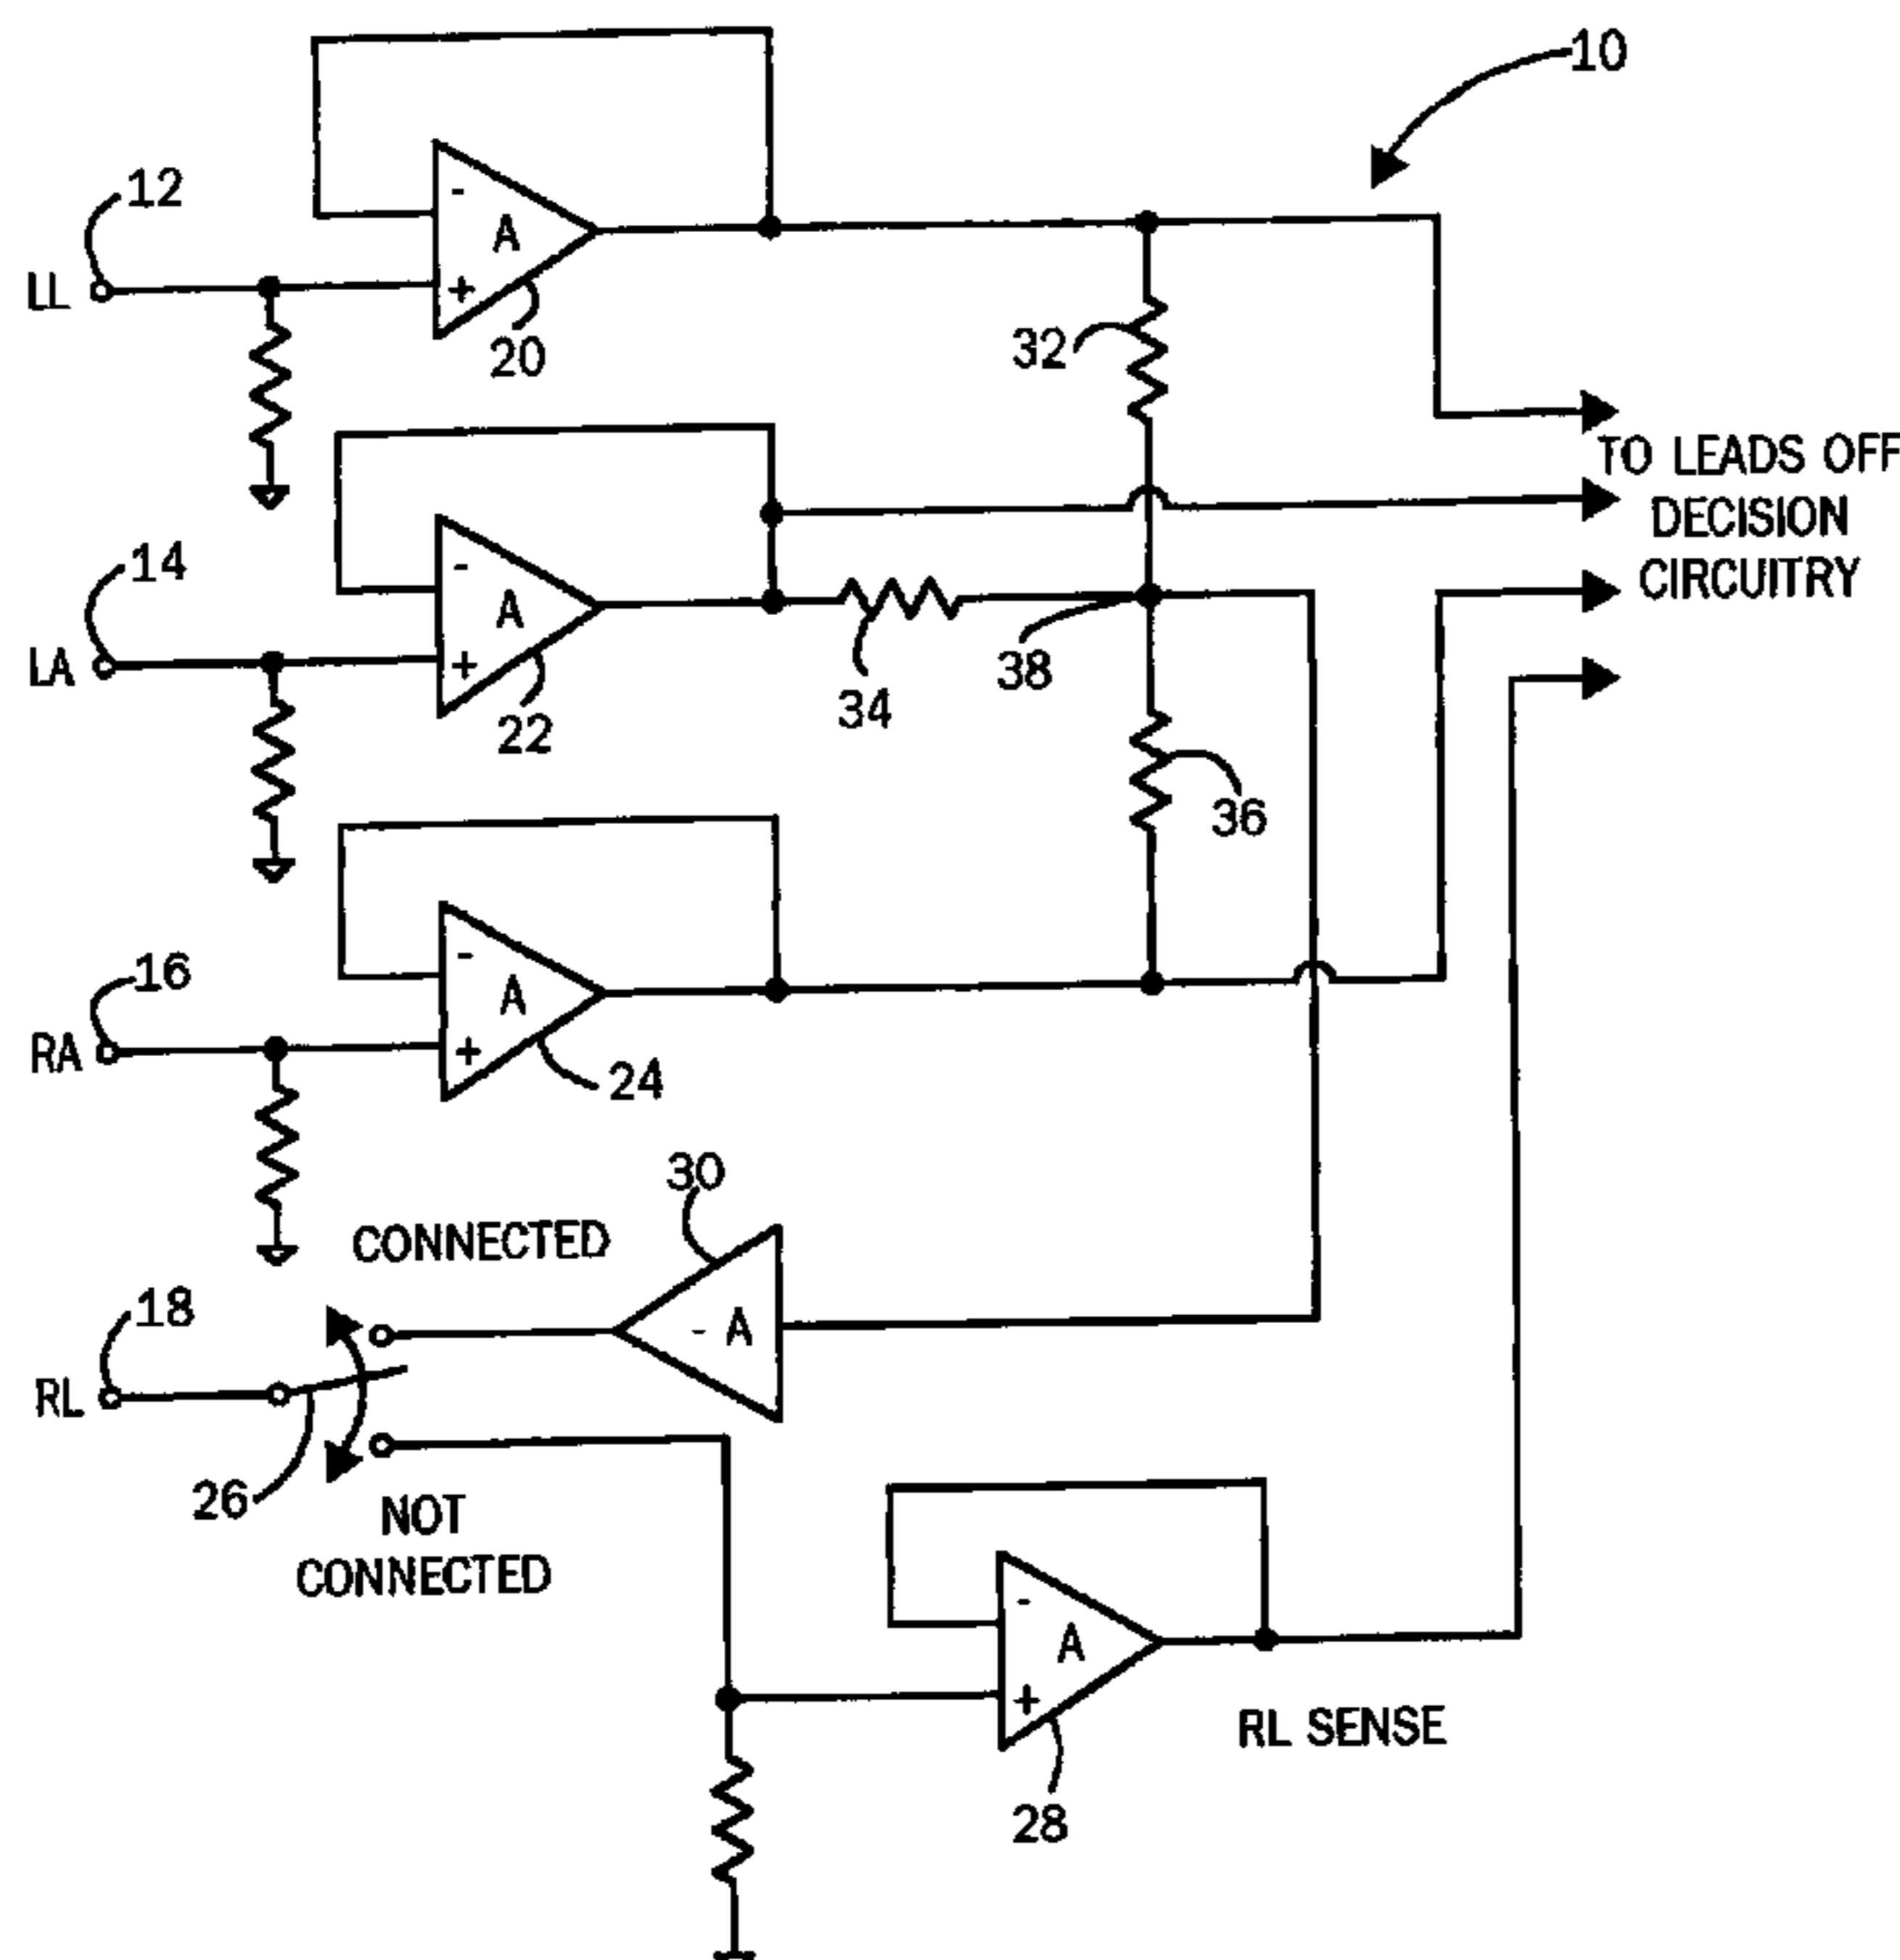 10
12
LL
-
A
+
20
32
TO LEADS OFF
DECISION
CIRCUITRY
14
LA
-
A
+
22
34
38
36
16
RA
-
A
+
24
30
CONNECTED
- A
18
RL
26
NOT
CONNECTED
-
A
+
28
RL SENSE